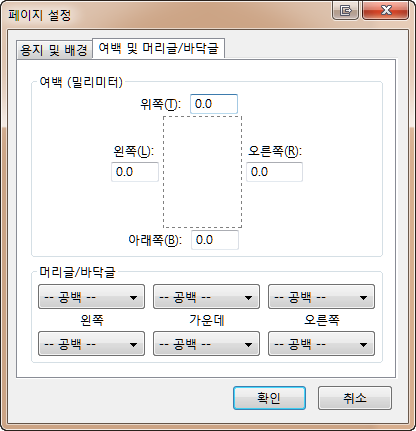 페이지 설정
용지 및 배경 여백 및 머리글/바닥글
여백 (밀리미터)
위쪽(T): 0.0
왼쪽(L): 오른쪽(R):
0.0 0.0
아래쪽(B): 0.0
머리글/바닥글
-- 공백 -- -- 공백 -- -- 공백 --
왼쪽 가운데 오른쪽
-- 공백 -- -- 공백 -- -- 공백 --
확인 취소